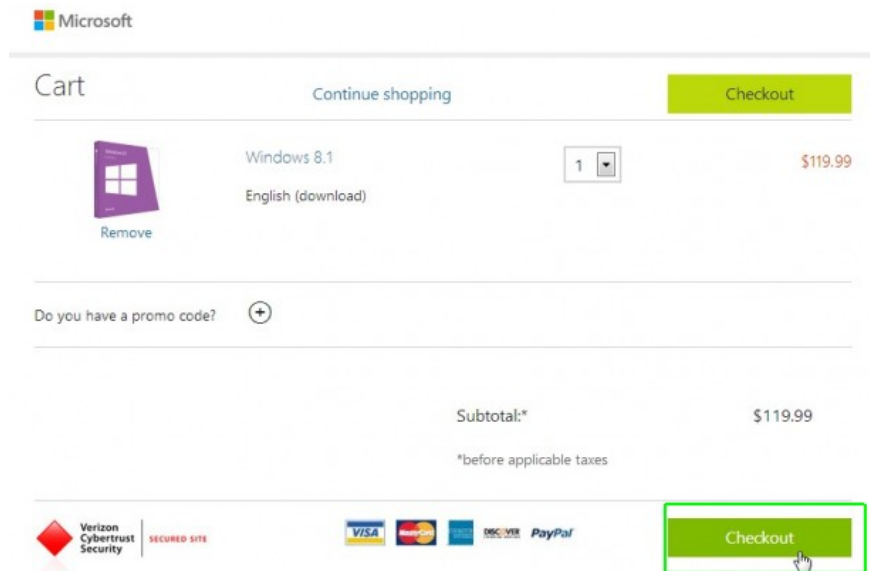 Microsoft
Cart
Continue shopping
Checkout
Windows 8.1
1
$119.99
English (download)
Remove
Do you have a promo code?
Subtotal:*
$119.99
*before applicable taxes
Verizon
Cybertrust
Security
SECURED SITE
VISA
MasterCard
DISCOVER
PayPal
Checkout